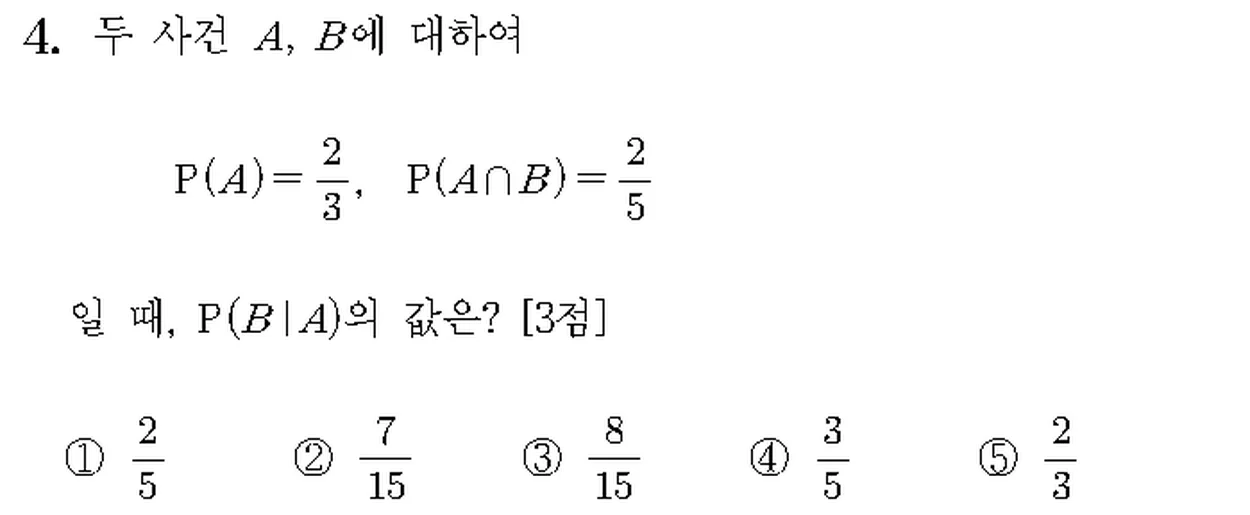 4. 두 사건 A, B에 대하여
P(A)=2/3, P(A∩B)=2/5
일 때, P(B|A)의 값은? [3점]
① 2/5 ② 7/15 ③ 8/15 ④ 3/5 ⑤ 2/3